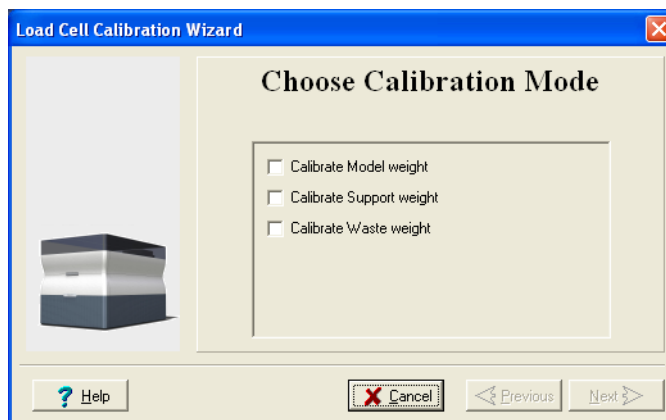 Load Cell Calibration Wizard
Choose Calibration Mode
Calibrate Model weight
Calibrate Support weight
Calibrate Waste weight
? Help
Cancel
Previous
Next